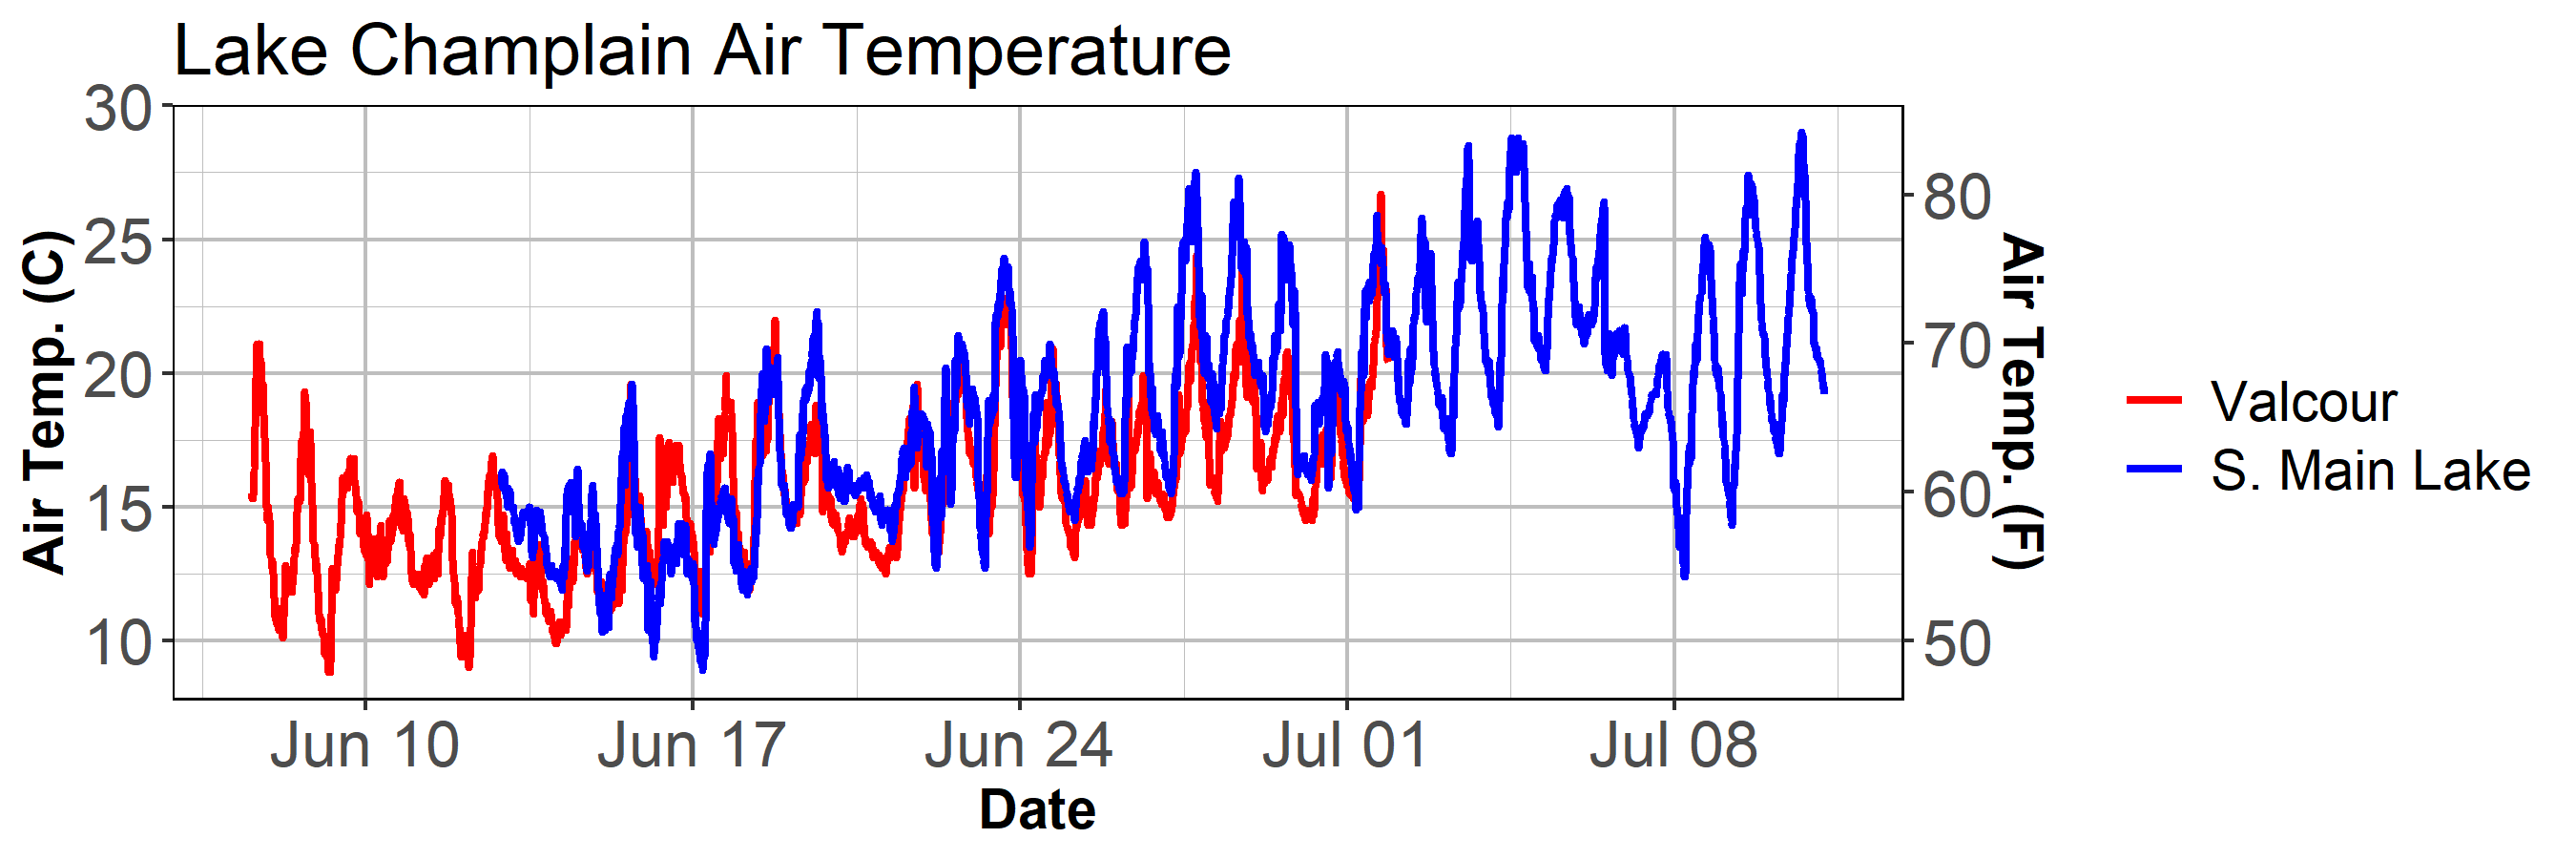 Lake Champlain Air Temperature
30
25
20
15
10
Air Temp. (C)
80
70
60
50
Air Temp. (F)
Jun 10
Jun 17
Jun 24
Jul 01
Jul 08
Date
Valcour
S. Main Lake